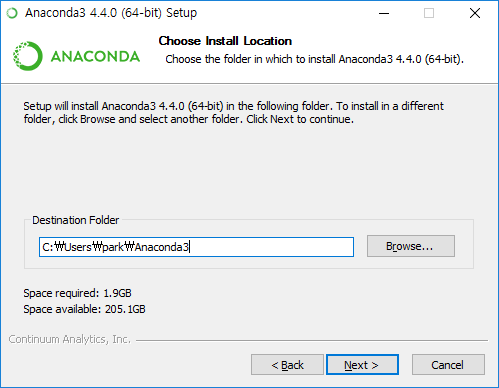 Anaconda3 4.4.0 (64-bit) Setup
ANACONDA
Choose Install Location
Choose the folder in which to install Anaconda3 4.4.0 (64-bit).
Setup will install Anaconda3 4.4.0 (64-bit) in the following folder. To install in a different
folder, click Browse and select another folder. Click Next to continue.
Destination Folder
C:₩Users₩park₩Anaconda3
Browse...
Space required: 1.9GB
Space available: 205.1GB
Continuum Analytics, Inc.
< Back
Next >
Cancel